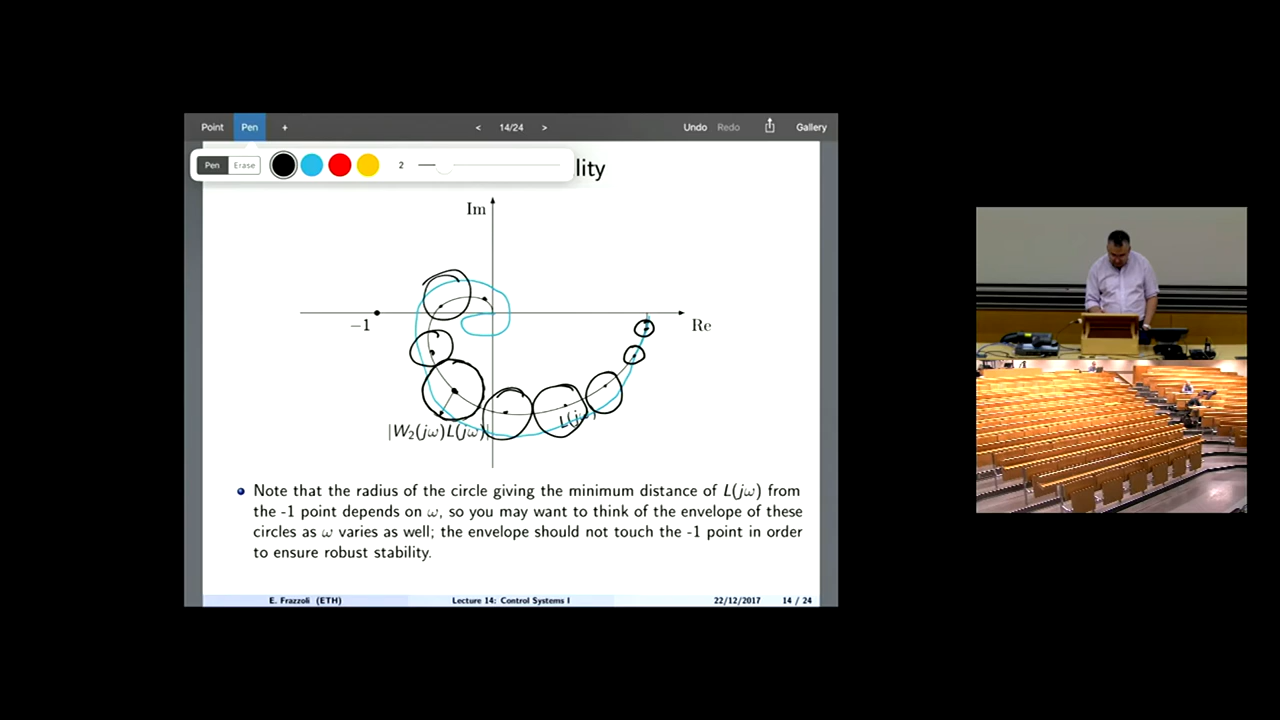 Point Pen + < 14/24 > Undo Redo Gallery
Pen Erase 2
lity
Im
−1
Re
L(jω)
|W₂(jω)L(jω)|
Note that the radius of the circle giving the minimum distance of L(jω) from
the -1 point depends on ω, so you may want to think of the envelope of these
circles as ω varies as well; the envelope should not touch the -1 point in order
to ensure robust stability.
E. Frazzoli (ETH) Lecture 14: Control Systems I 22/12/2017 14 / 24